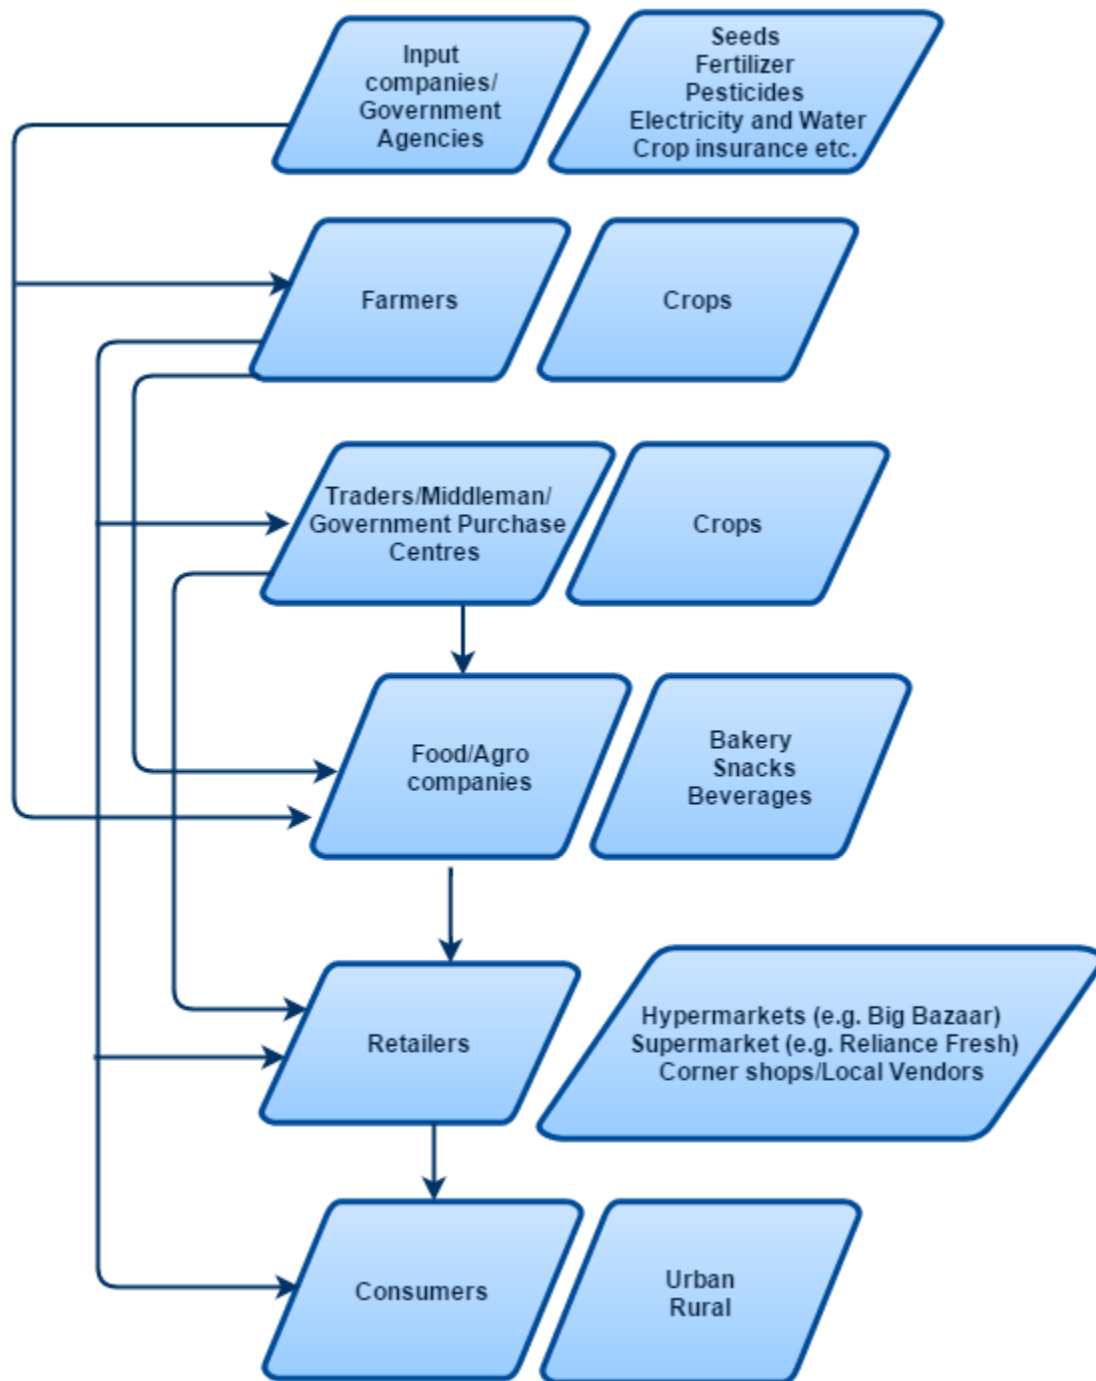 Input
companies/
Government
Agencies
Seeds
Fertilizer
Pesticides
Electricity and Water
Crop insurance etc.
Farmers
Crops
Traders/Middleman/
Government Purchase
Centres
Crops
Food/Agro
companies
Bakery
Snacks
Beverages
Retailers
Hypermarkets (e.g. Big Bazaar)
Supermarket (e.g. Reliance Fresh)
Corner shops/Local Vendors
Consumers
Urban
Rural